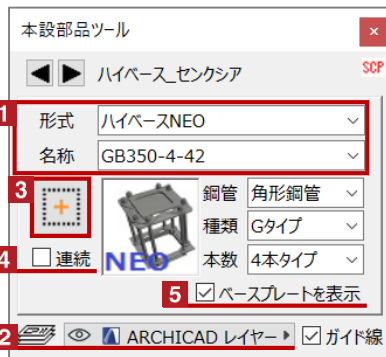 本設部品ツール ×
◀ ▶ ハイベース_センクシア SCP
1
形式 ハイベースNEO
名称 GB350-4-42
3
鋼管 角形鋼管
種類 Gタイプ
4 連続 NEO 本数 4本タイプ
5 ベースプレートを表示
2 ARCHICAD レイヤー ガイド線